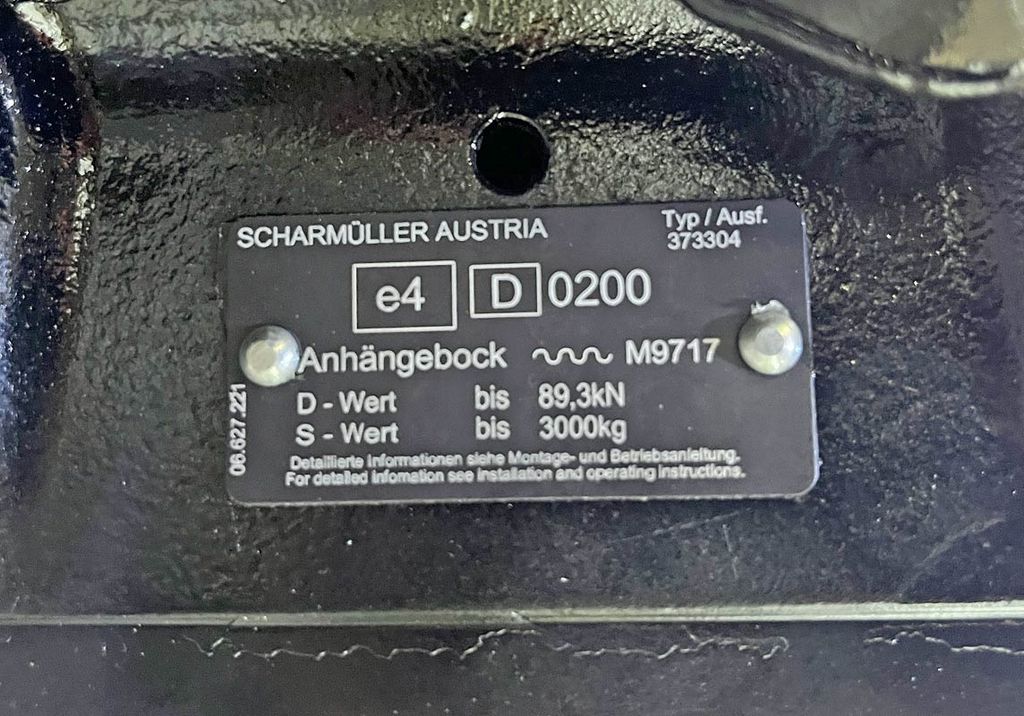 SCHARMÜLLER AUSTRIA
Typ / Ausf.
373304
e4 D 0200
Anhängebock M9717
D - Wert bis 89,3kN
S - Wert bis 3000kg
Detaillierte Informationen siehe Montage- und Betriebsanleitung.
For detailed infomation see installation and operating instructions.
06.627.221